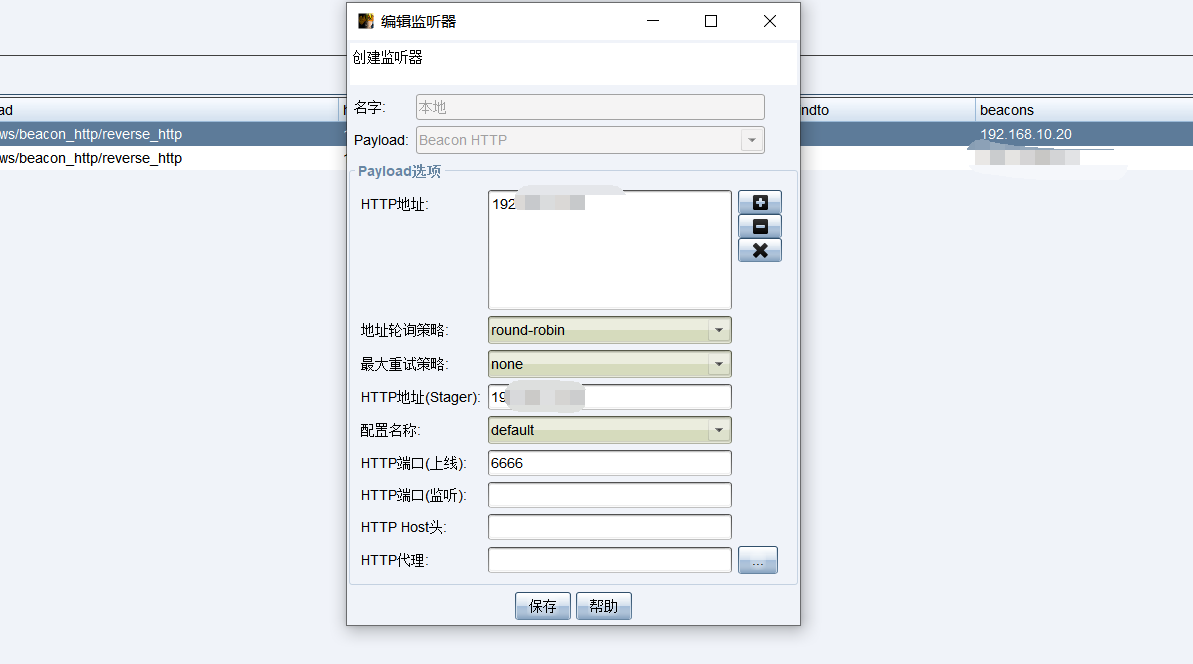 编辑监听器
创建监听器
ad
ndto
beacons
ws/beacon_http/reverse_http
192.168.10.20
ws/beacon_http/reverse_http
名字: 本地
Payload: Beacon HTTP
Payload选项
HTTP地址: 192
地址轮询策略: round-robin
最大重试策略: none
HTTP地址(Stager): 19
配置名称: default
HTTP端口(上线): 6666
HTTP端口(监听):
HTTP Host头:
HTTP代理: ...
保存 帮助